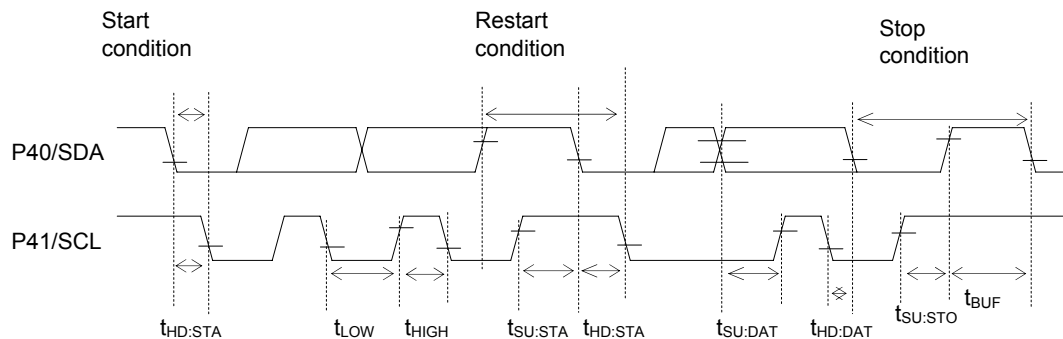 Start
condition
Restart
condition
Stop
condition
P40/SDA
P41/SCL
tHD:STA
tLOW
tHIGH
tSU:STA
tHD:STA
tSU:DAT
tHD:DAT
tSU:STO
tBUF